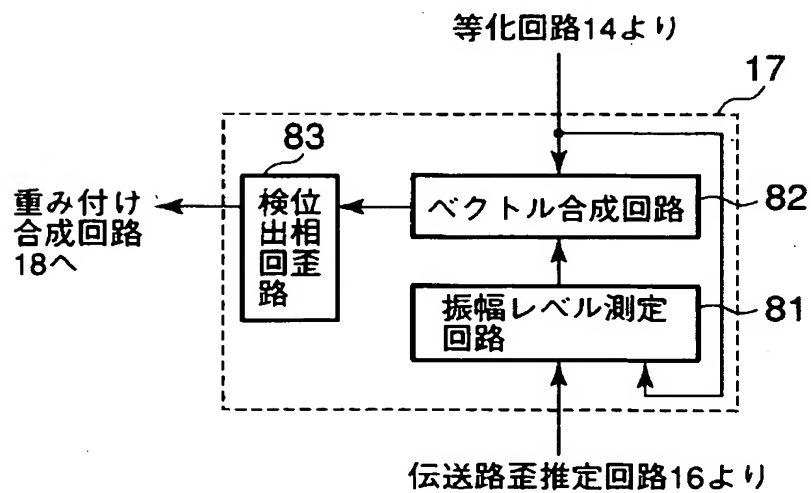 等化回路14より
17
83
検出回路
位相歪
重み付け
合成回路
18へ
ベクトル合成回路
82
振幅レベル測定
回路
81
伝送路歪推定回路16より